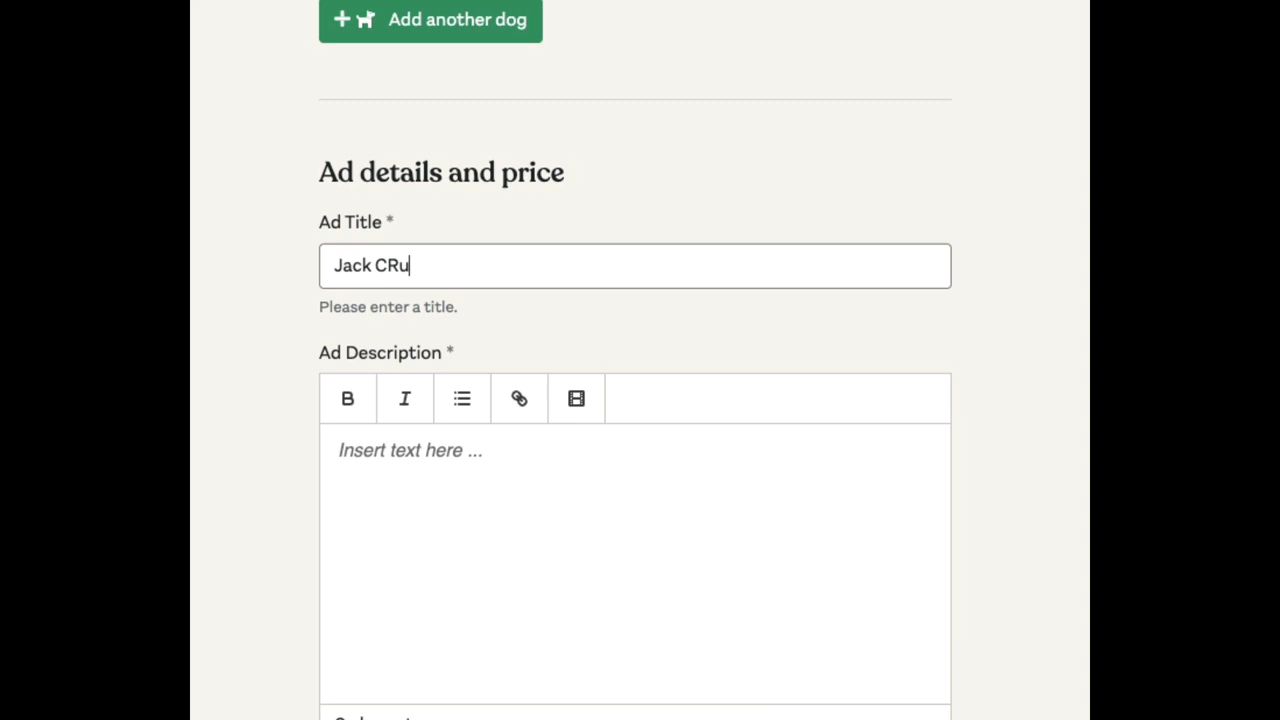 Add another dog
Ad details and price
Ad Title *
Jack CRu
Please enter a title.
Ad Description *
B I
Insert text here ...